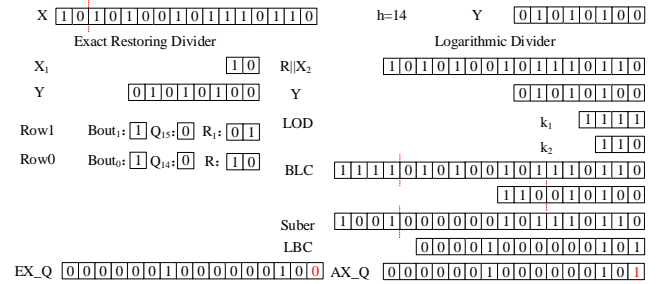 X 1 0 1 0 1 0 0 1 0 1 1 1 0 1 1 0 h=14 Y 0 1 0 1 0 1 0 0
Exact Restoring Divider Logarithmic Divider
X₁ 1 0 R||X₂ 1 0 1 0 1 0 0 1 0 1 1 1 0 1 1 0
Y 0 1 0 1 0 1 0 0 Y 0 1 0 1 0 1 0 0
LOD k₁ 1 1 1 1
Row1 Bout₁: 1 Q₁₅: 0 R₁: 0 1
k₂ 1 1 0
Row0 Bout₀: 1 Q₁₄: 0 R: 1 0
BLC 1 1 1 1 0 1 0 1 0 0 1 0 1 1 1 0 1 1 0
1 1 0 0 1 0 1 0 0
Suber 1 0 0 1 0 0 0 0 0 0 1 0 1 1 1 0 1 1 0
LBC 0 0 0 0 1 0 0 0 0 0 0 1 0 1
EX_Q 0 0 0 0 0 0 1 0 0 0 0 0 0 1 0 0 AX_Q 0 0 0 0 0 0 1 0 0 0 0 0 0 1 0 1